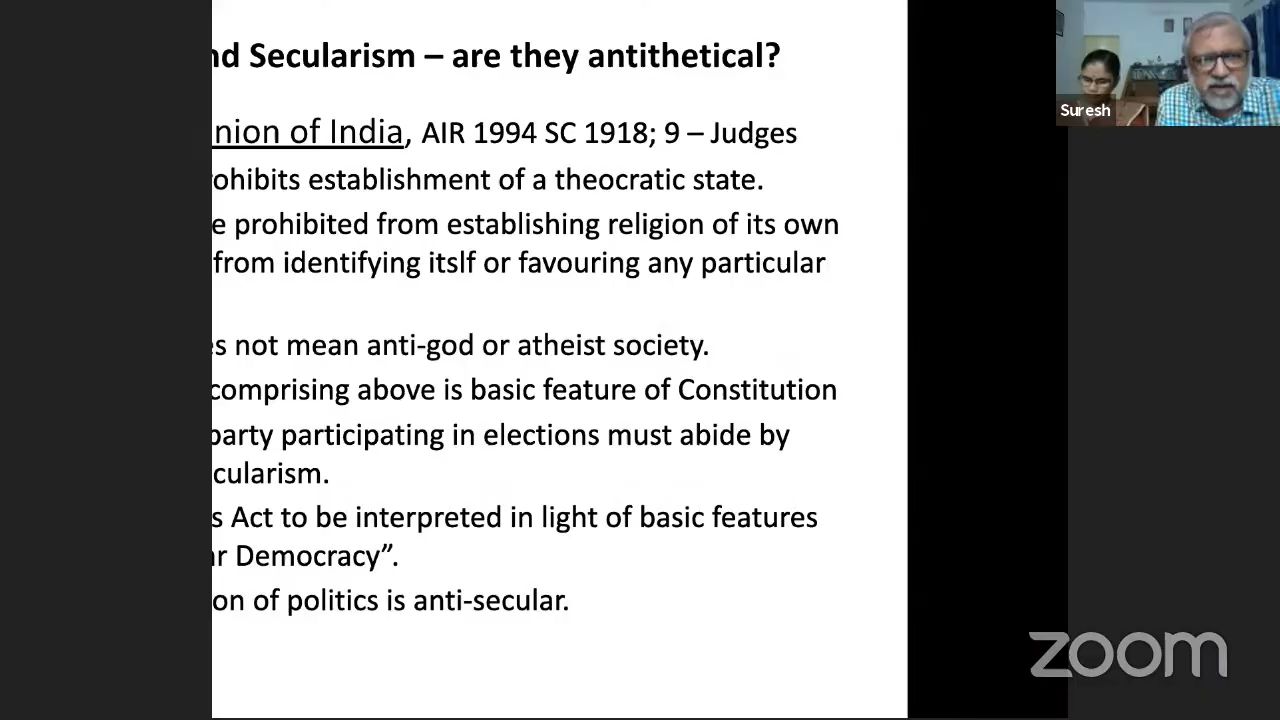 nd Secularism – are they antithetical?
nion of India, AIR 1994 SC 1918; 9 – Judges
ohibits establishment of a theocratic state.
e prohibited from establishing religion of its own
from identifying itslf or favouring any particular
s not mean anti-god or atheist society.
comprising above is basic feature of Constitution
party participating in elections must abide by
cularism.
s Act to be interpreted in light of basic features
r Democracy”.
on of politics is anti-secular.
Suresh
zoom